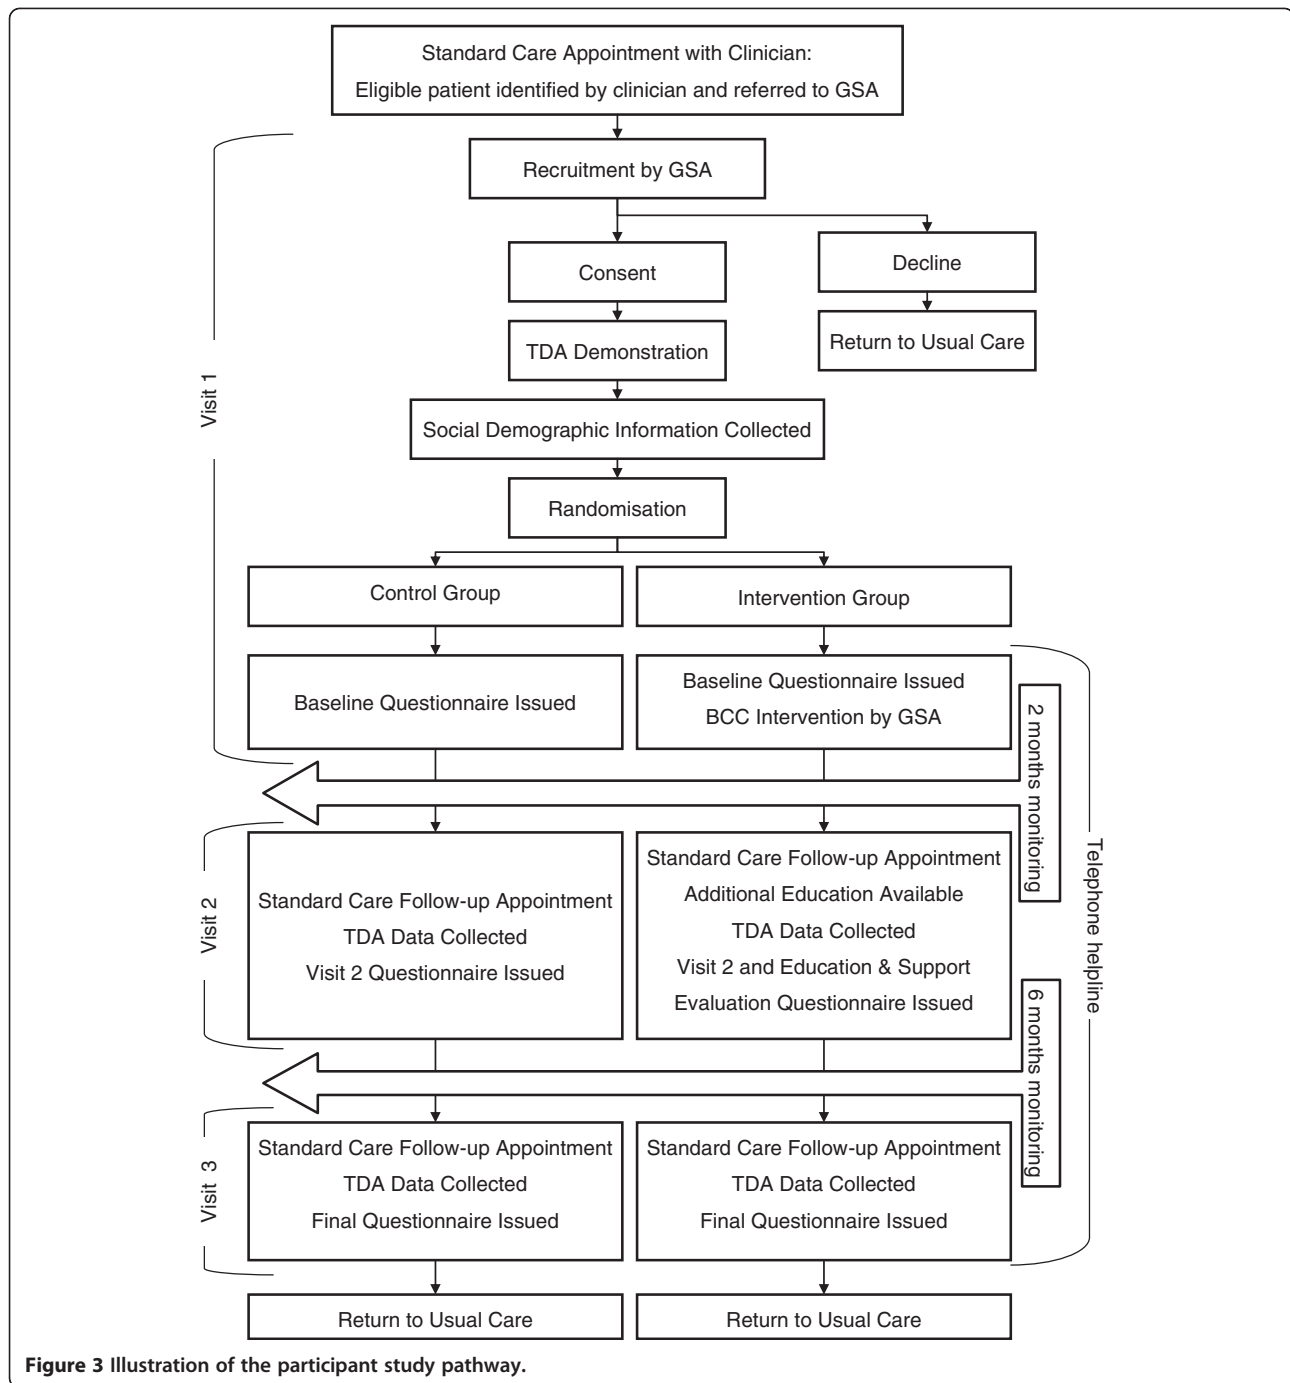 Standard Care Appointment with Clinician:
Eligible patient identified by clinician and referred to GSA
Recruitment by GSA
Consent
Decline
TDA Demonstration
Return to Usual Care
Social Demographic Information Collected
Randomisation
Visit 1
Control Group
Intervention Group
Baseline Questionnaire Issued
Baseline Questionnaire Issued
BCC Intervention by GSA
2 months monitoring
Telephone helpline
Visit 2
Standard Care Follow-up Appointment
TDA Data Collected
Visit 2 Questionnaire Issued
Standard Care Follow-up Appointment
Additional Education Available
TDA Data Collected
Visit 2 and Education & Support
Evaluation Questionnaire Issued
6 months monitoring
Visit 3
Standard Care Follow-up Appointment
TDA Data Collected
Final Questionnaire Issued
Standard Care Follow-up Appointment
TDA Data Collected
Final Questionnaire Issued
Return to Usual Care
Return to Usual Care
Figure 3 Illustration of the participant study pathway.